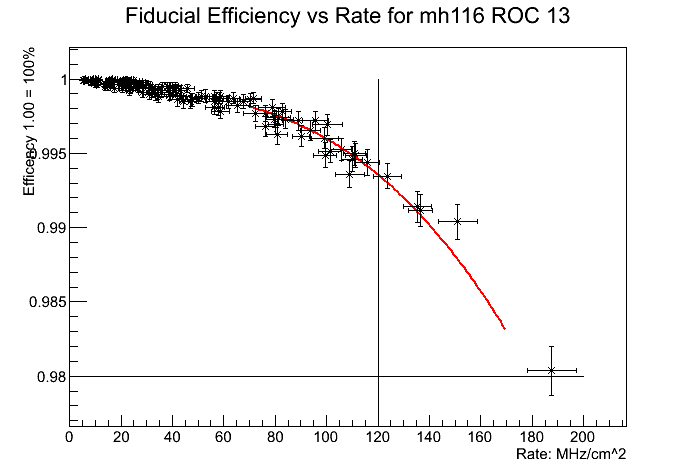 Fiducial Efficiency vs Rate for mh116 ROC 13
Efficency 1.00 = 100%
1
0.995
0.99
0.985
0.98
0 20 40 60 80 100 120 140 160 180 200
Rate: MHz/cm^2